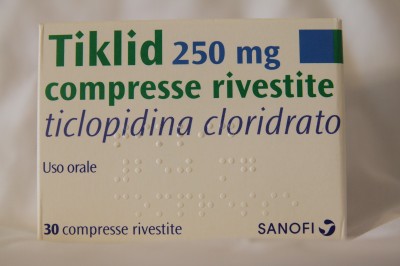 Tiklid 250 mg
compresse rivestite
ticlopidina cloridrato
Uso orale
30 compresse rivestite
SANOFI